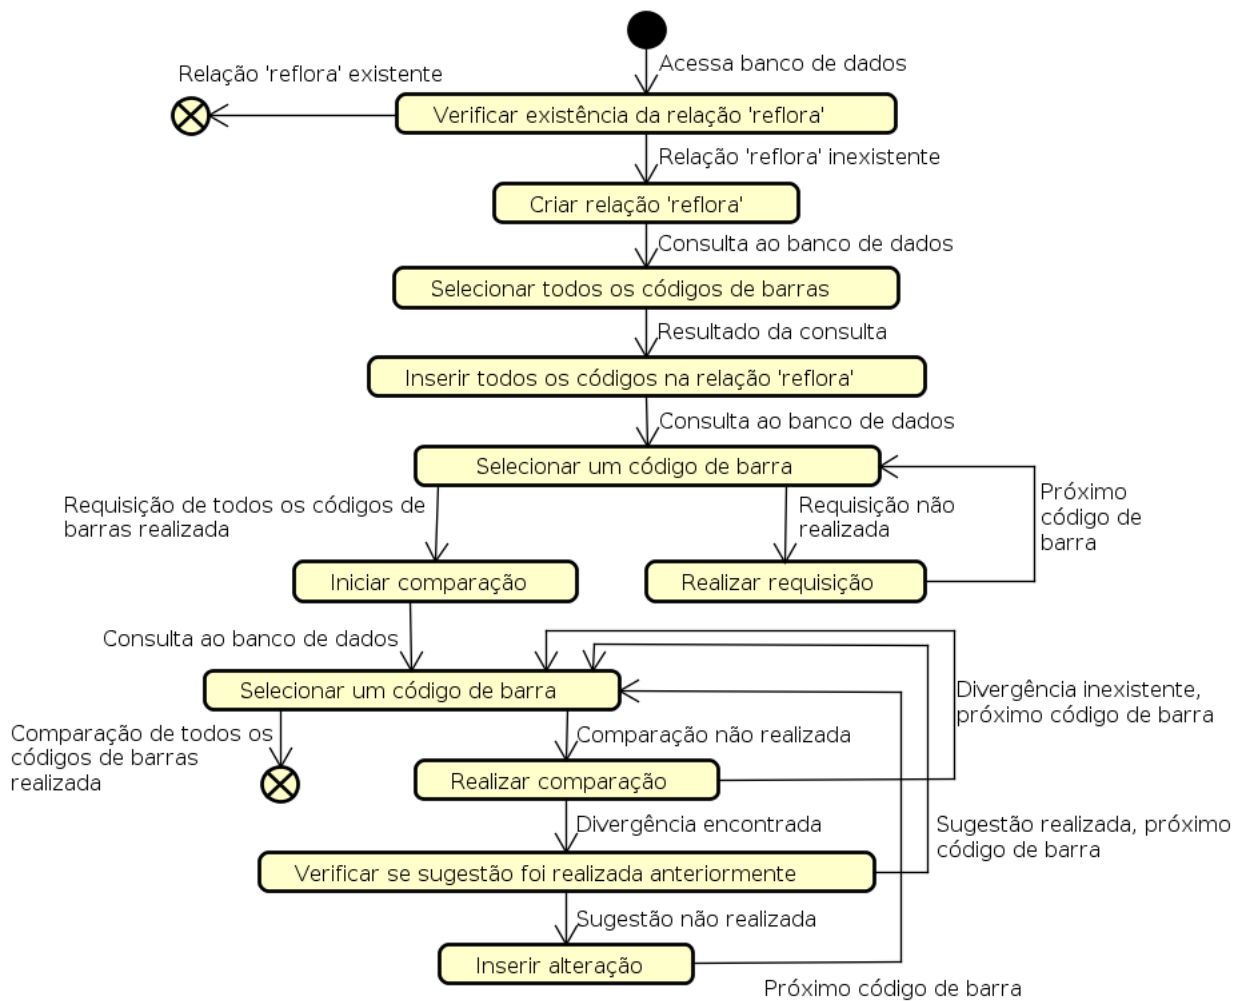 Acessa banco de dados
Relação 'reflora' existente
Verificar existência da relação 'reflora'
Relação 'reflora' inexistente
Criar relação 'reflora'
Consulta ao banco de dados
Selecionar todos os códigos de barras
Resultado da consulta
Inserir todos os códigos na relação 'reflora'
Consulta ao banco de dados
Selecionar um código de barra
Requisição de todos os códigos de
barras realizada
Requisição não
realizada
Próximo
código de
barra
Iniciar comparação
Realizar requisição
Consulta ao banco de dados
Selecionar um código de barra
Divergência inexistente,
próximo código de barra
Comparação de todos os
códigos de barras
realizada
Comparação não realizada
Realizar comparação
Divergência encontrada
Sugestão realizada, próximo
código de barra
Verificar se sugestão foi realizada anteriormente
Sugestão não realizada
Inserir alteração
Próximo código de barra